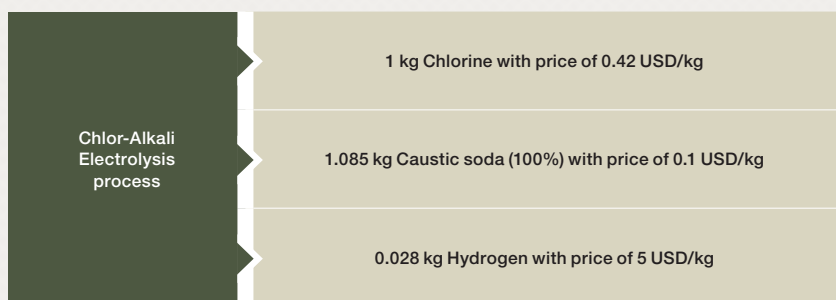 Chlor-Alkali
Electrolysis
process
1 kg Chlorine with price of 0.42 USD/kg
1.085 kg Caustic soda (100%) with price of 0.1 USD/kg
0.028 kg Hydrogen with price of 5 USD/kg